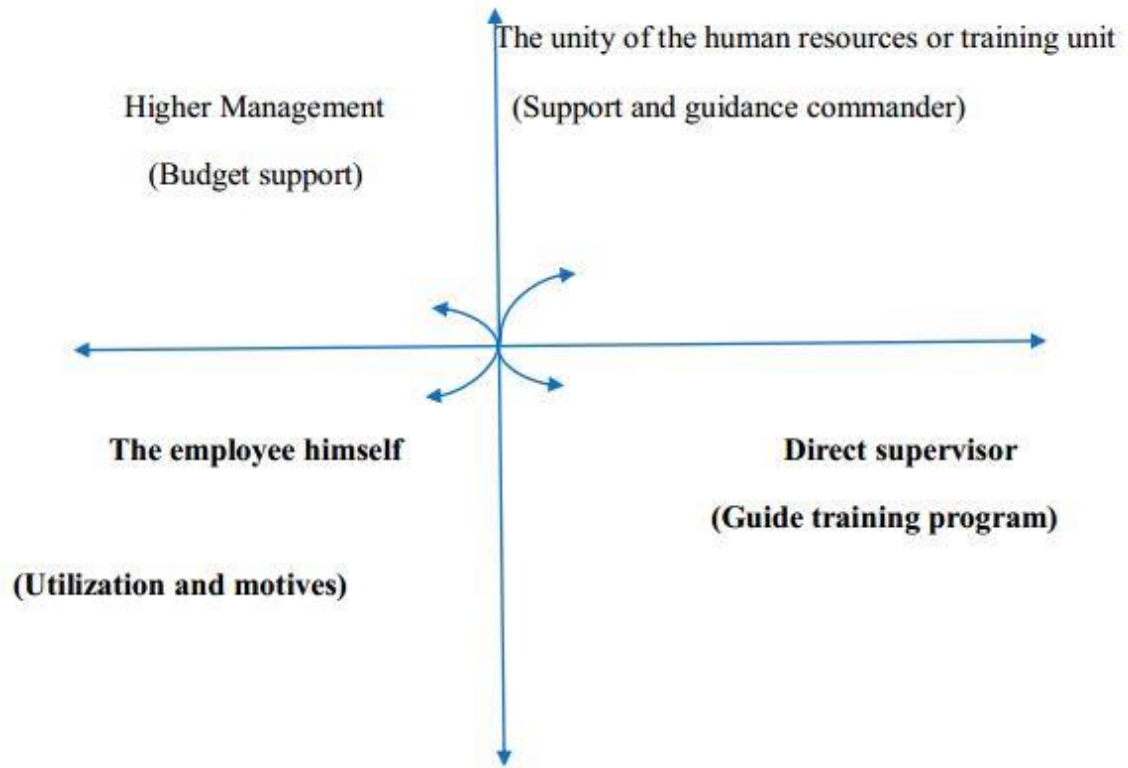 The unity of the human resources or training unit
Higher Management
(Support and guidance commander)
(Budget support)
The employee himself
Direct supervisor
(Guide training program)
(Utilization and motives)